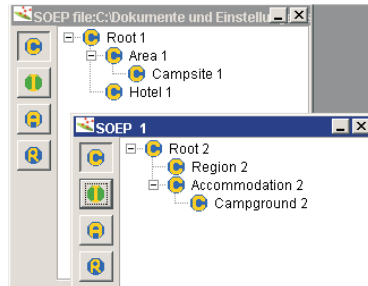 SOEP file:C:\Dokumente und Einstellu
C
Root 1
C
Area 1
C
Campsite 1
C
Hotel 1
A
R
SOEP 1
C
Root 2
C
Region 2
C
Accommodation 2
C
Campground 2
A
R